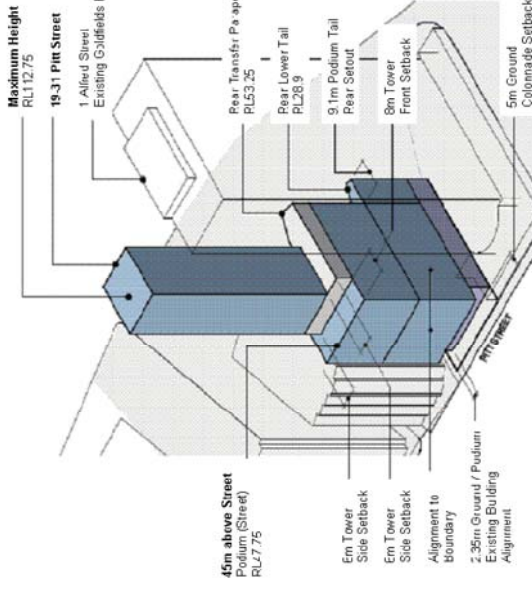 Maximum Height
RL112.75
19-31 Pitt Street
1 Alfred Street
Existing Goldfields
Rear Transfer Parape
RL53.25
Rear Lower Tail
RL28.9
9.1m Podium Tail
Rear Setout
8m Tower
Front Setback
5m Ground
Colonnade Setback
PITT STREET
45m above Street
Podium (Street)
RL47.75
Em Tower
Side Setback
Em Tower
Side Setback
Alignment to
boundary
2.35m Ground / Podium
Existing Building
Alignment